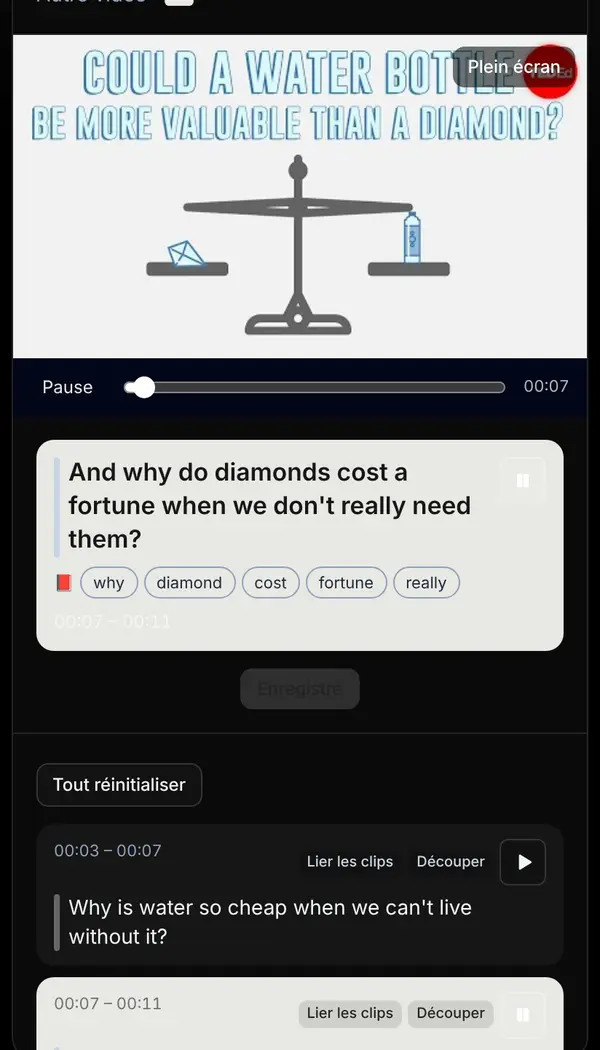 Autre vidéo
COULD A WATER BOTTLE
Plein écran
BE MORE VALUABLE THAN A DIAMOND?
Pause
00:07
And why do diamonds cost a
fortune when we don't really need
them?
why
diamond
cost
fortune
really
00:07 – 00:11
Enregistré
Tout réinitialiser
00:03 – 00:07
Lier les clips
Découper
Why is water so cheap when we can't live
without it?
00:07 – 00:11
Lier les clips
Découper